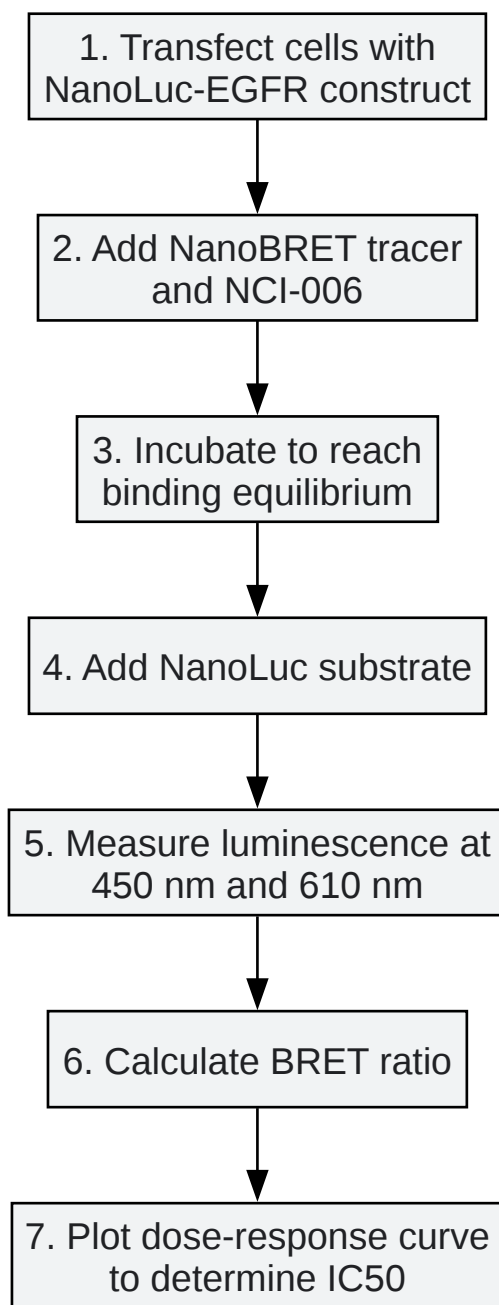 1. Transfect cells with
NanoLuc-EGFR construct
2. Add NanoBRET tracer
and NCI-006
3. Incubate to reach
binding equilibrium
4. Add NanoLuc substrate
5. Measure luminescence at
450 nm and 610 nm
6. Calculate BRET ratio
7. Plot dose-response curve
to determine IC50